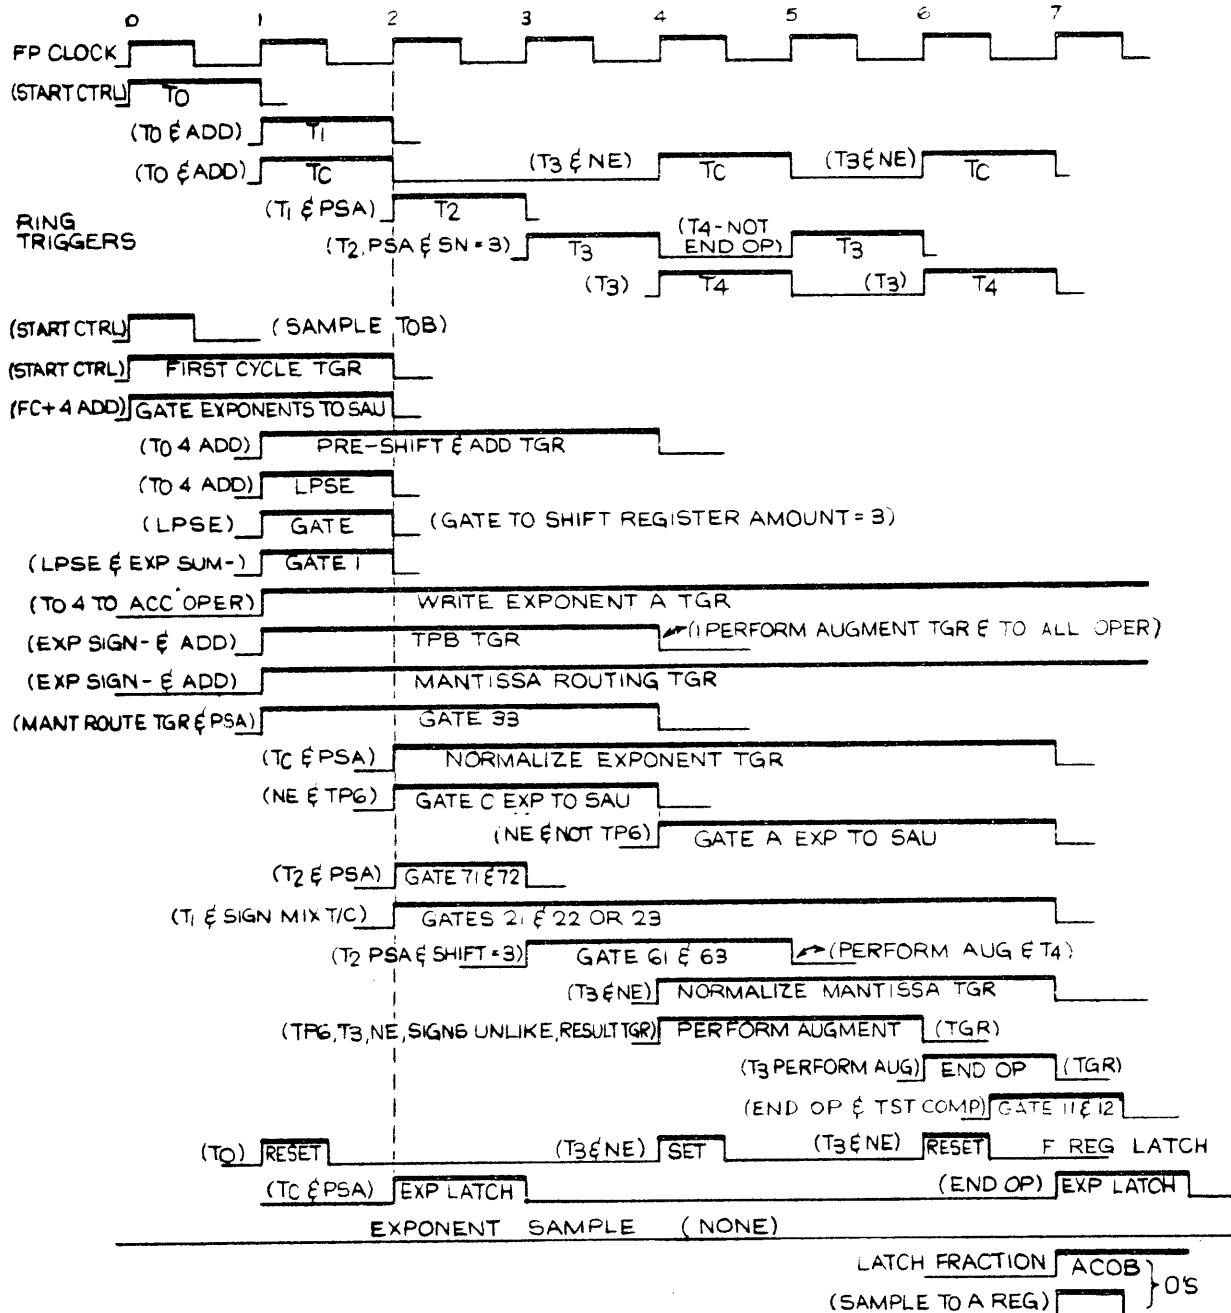 0 1 2 3 4 5 6 7
FP CLOCK
(START CTRL) T0
(T0 & ADD) T1
(T0 & ADD) TC (T3 & NE) TC (T3 & NE) TC
RING
TRIGGERS
(T1 & PSA) T2
(T2, PSA & SN = 3) T3 (T4-NOT
END OP) T3
(T3) T4 (T3) T4
(START CTRL) (SAMPLE TOB)
(START CTRL) FIRST CYCLE TGR
(FC+4 ADD) GATE EXPONENTS TO SAU
(TO 4 ADD) PRE-SHIFT & ADD TGR
(TO 4 ADD) LPSE
(LPSE) GATE (GATE TO SHIFT REGISTER AMOUNT = 3)
(LPSE & EXP SUM-) GATE 1
(TO 4 TO ACC OPER) WRITE EXPONENT A TGR
(EXP SIGN- & ADD) TPB TGR (1 PERFORM AUGMENT TGR & TO ALL OPER)
(EXP SIGN- & ADD) MANTISSA ROUTING TGR
(MANT ROUTE TGR & PSA) GATE 33
(TC & PSA) NORMALIZE EXPONENT TGR
(NE & TP6) GATE C EXP TO SAU
(NE & NOT TP6) GATE A EXP TO SAU
(T2 & PSA) GATE 71 & 72
(T1 & SIGN MIX T/C) GATES 21 & 22 OR 23
(T2 PSA & SHIFT = 3) GATE 61 & 63 (PERFORM AUG & T4)
(T3 & NE) NORMALIZE MANTISSA TGR
(TP6, T3, NE, SIGNS UNLIKE, RESULT TGR) PERFORM AUGMENT (TGR)
(T3 PERFORM AUG) END OP (TGR)
(END OP & TST COMP) GATE 11 & 12
(T0) RESET (T3 & NE) SET (T3 & NE) RESET F REG LATCH
(TC & PSA) EXP LATCH (END OP) EXP LATCH
EXPONENT SAMPLE (NONE)
LATCH FRACTION ACOB O'S
(SAMPLE TO A REG)